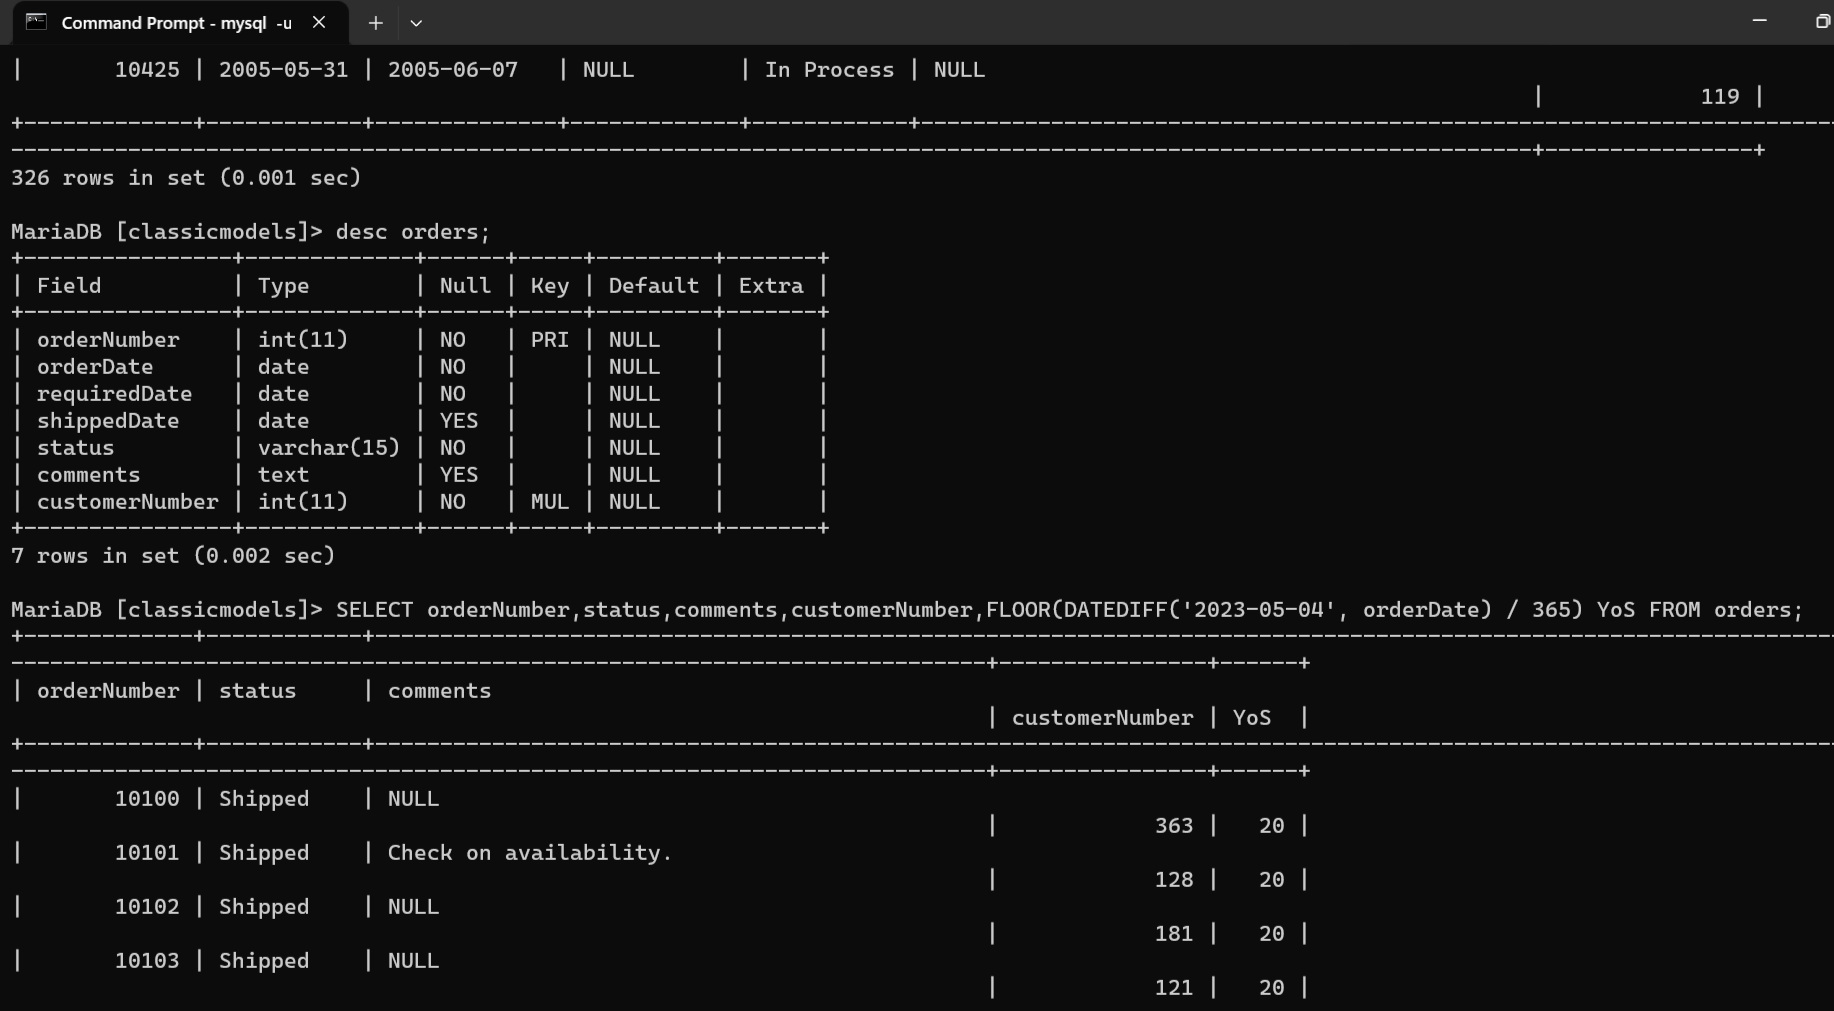 Command Prompt - mysql -u
|       10425 | 2005-05-31 | 2005-06-07   | NULL        | In Process | NULL
| 119 |
+-------------+------------+--------------+-------------+------------+-----------------------------------------------------------------------
---------------------------------------------------------------------------------------------------------------------+----------------+
326 rows in set (0.001 sec)
MariaDB [classicmodels]> desc orders;
+----------------+-------------+------+-----+---------+-------+
| Field          | Type        | Null | Key | Default | Extra |
+----------------+-------------+------+-----+---------+-------+
| orderNumber    | int(11)     | NO   | PRI | NULL    |       |
| orderDate      | date        | NO   |     | NULL    |       |
| requiredDate   | date        | NO   |     | NULL    |       |
| shippedDate    | date        | YES  |     | NULL    |       |
| status         | varchar(15) | NO   |     | NULL    |       |
| comments       | text        | YES  |     | NULL    |       |
| customerNumber | int(11)     | NO   | MUL | NULL    |       |
+----------------+-------------+------+-----+---------+-------+
7 rows in set (0.002 sec)
MariaDB [classicmodels]> SELECT orderNumber,status,comments,customerNumber,FLOOR(DATEDIFF('2023-05-04', orderDate) / 365) YoS FROM orders;
+-------------+------------+-----------------------------------------------------------------------------------------------------------------
---------------------------------------------------------------------------+----------------+------+
| orderNumber | status     | comments
| customerNumber | YoS  |
+-------------+------------+-----------------------------------------------------------------------------------------------------------------
---------------------------------------------------------------------------+----------------+------+
|       10100 | Shipped    | NULL
|            363 |   20 |
|       10101 | Shipped    | Check on availability.
|            128 |   20 |
|       10102 | Shipped    | NULL
|            181 |   20 |
|       10103 | Shipped    | NULL
|            121 |   20 |